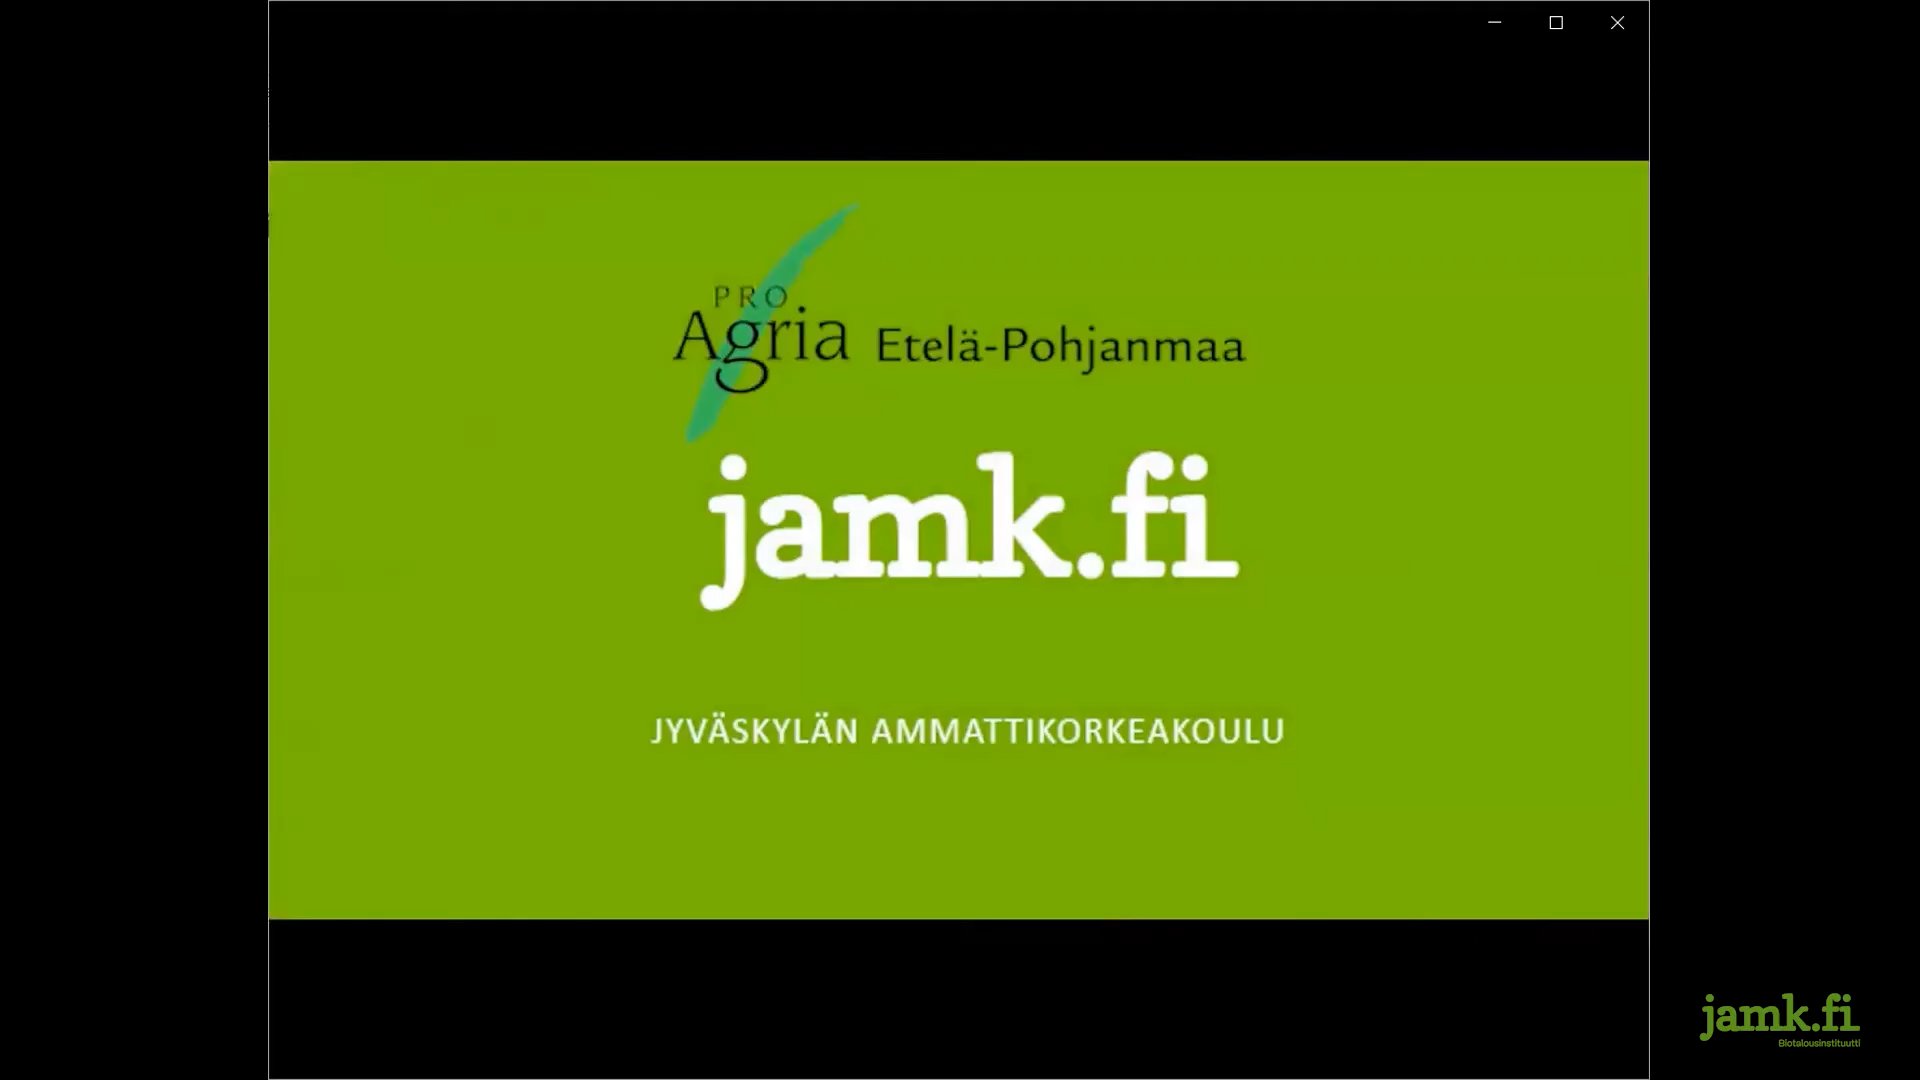 PRO
Agria Etelä-Pohjanmaa
jamk.fi
JYVÄSKYLÄN AMMATTIKORKEAKOULU
jamk.fi
Biotalousinstituutti